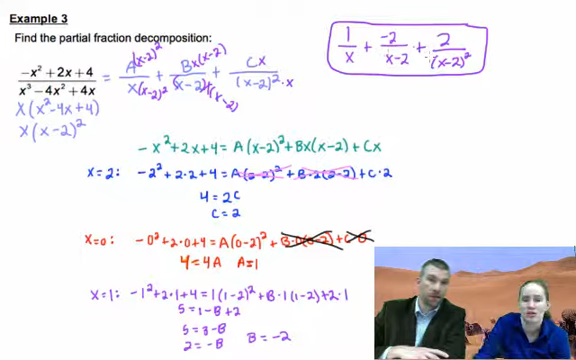 Example 3
Find the partial fraction decomposition:
(-x² + 2x + 4)/(x³ - 4x² + 4x) = A(x-2)²/x(x-2)² + Bx(x-2)/(x-2)x(x-2) + Cx/(x-2)²·x
x(x²-4x+4)
x(x-2)²
1/x + -2/x-2 + 2/(x-2)²
-x²+2x+4 = A(x-2)²+Bx(x-2)+Cx
x=2: -2²+2·2+4 = A(2-2)²+B·2(2-2)+C·2
4=2C
C=2
x=0: -0²+2·0+4=A(0-2)²+B·0(0-2)+C·0
4=4A A=1
x=1: -1²+2·1+4=1(1-2)²+B·1(1-2)+2·1
5=1-B+2
5=3-B
2=-B B=-2